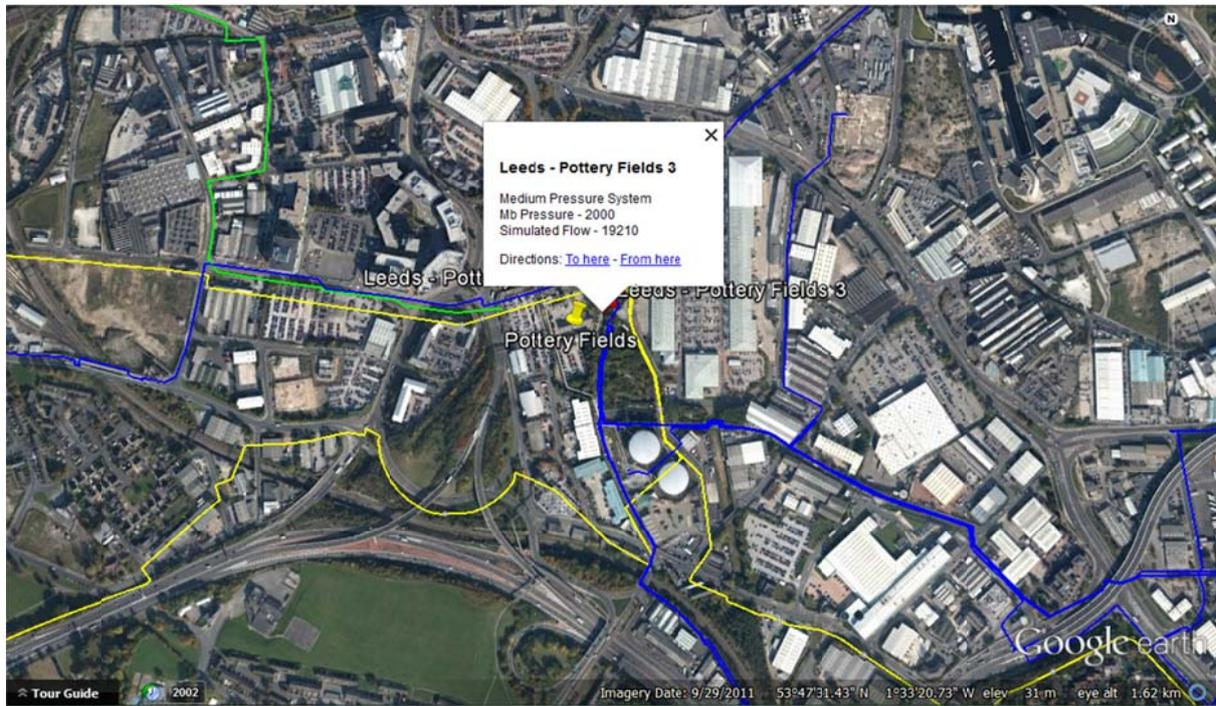 N
Leeds - Pottery Fields 3
Medium Pressure System
Mb Pressure - 2000
Simulated Flow - 19210
Directions: To here - From here
Leeds - Pott
Leeds - Pottery Fields 3
Pottery Fields
Google earth
Tour Guide
2002
Imagery Date: 9/29/2011 53°47'31.43" N 1°33'20.73" W elev 31 m eye alt 1.62 km